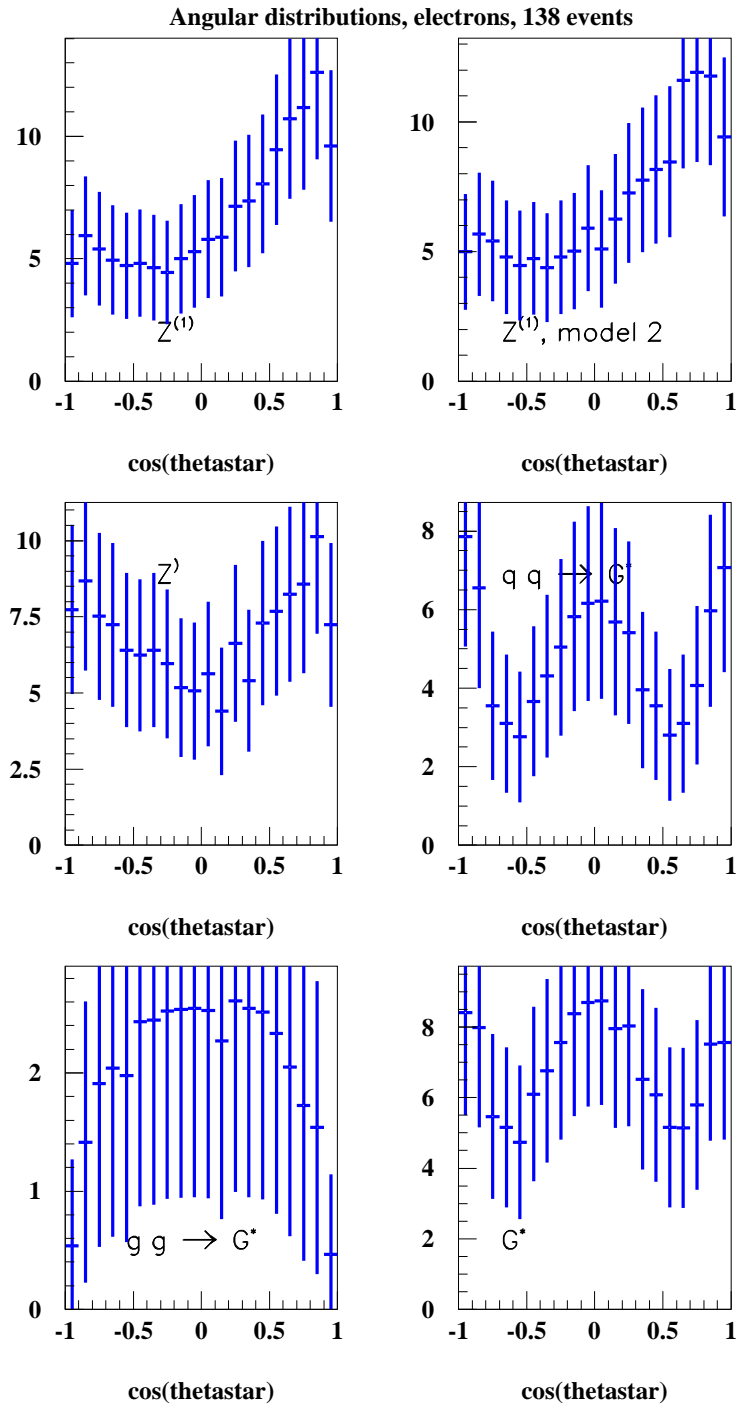 Angular distributions, electrons, 138 events
10
5
0
Z(1)
-1 -0.5 0 0.5 1
cos(thetastar)
10
5
0
Z(1), model 2
-1 -0.5 0 0.5 1
cos(thetastar)
10
7.5
5
2.5
0
Z)
-1 -0.5 0 0.5 1
cos(thetastar)
8
6
4
2
0
q q → G*
-1 -0.5 0 0.5 1
cos(thetastar)
2
1
0
g g → G*
-1 -0.5 0 0.5 1
cos(thetastar)
8
6
4
2
0
G*
-1 -0.5 0 0.5 1
cos(thetastar)